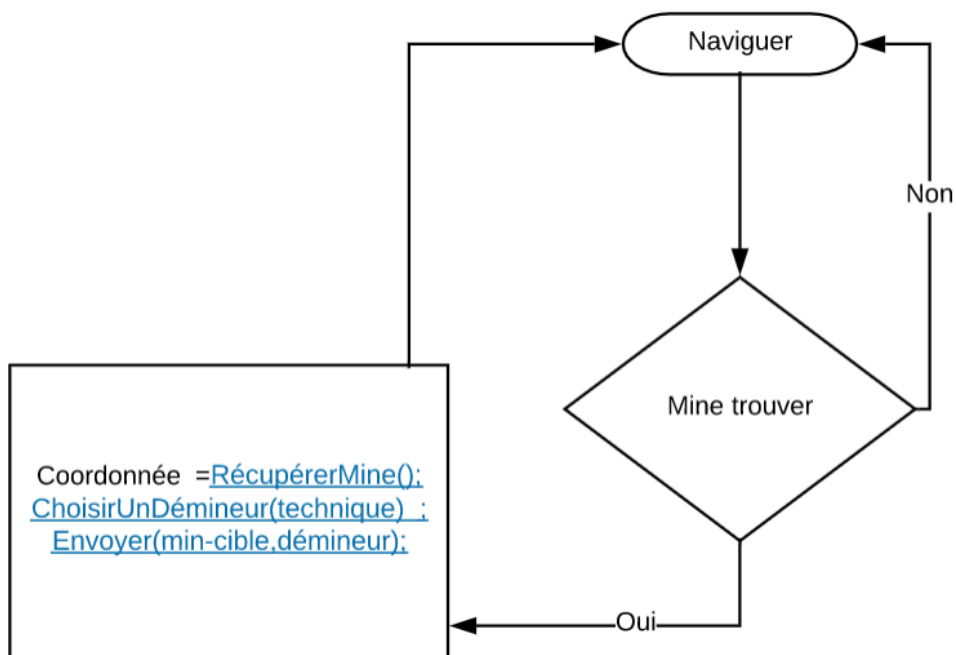 Naviguer
Non
Mine trouver
Coordonnée =RécupérerMine();
ChoisirUnDémineur(technique) ;
Envoyer(min-cible,démineur);
Oui